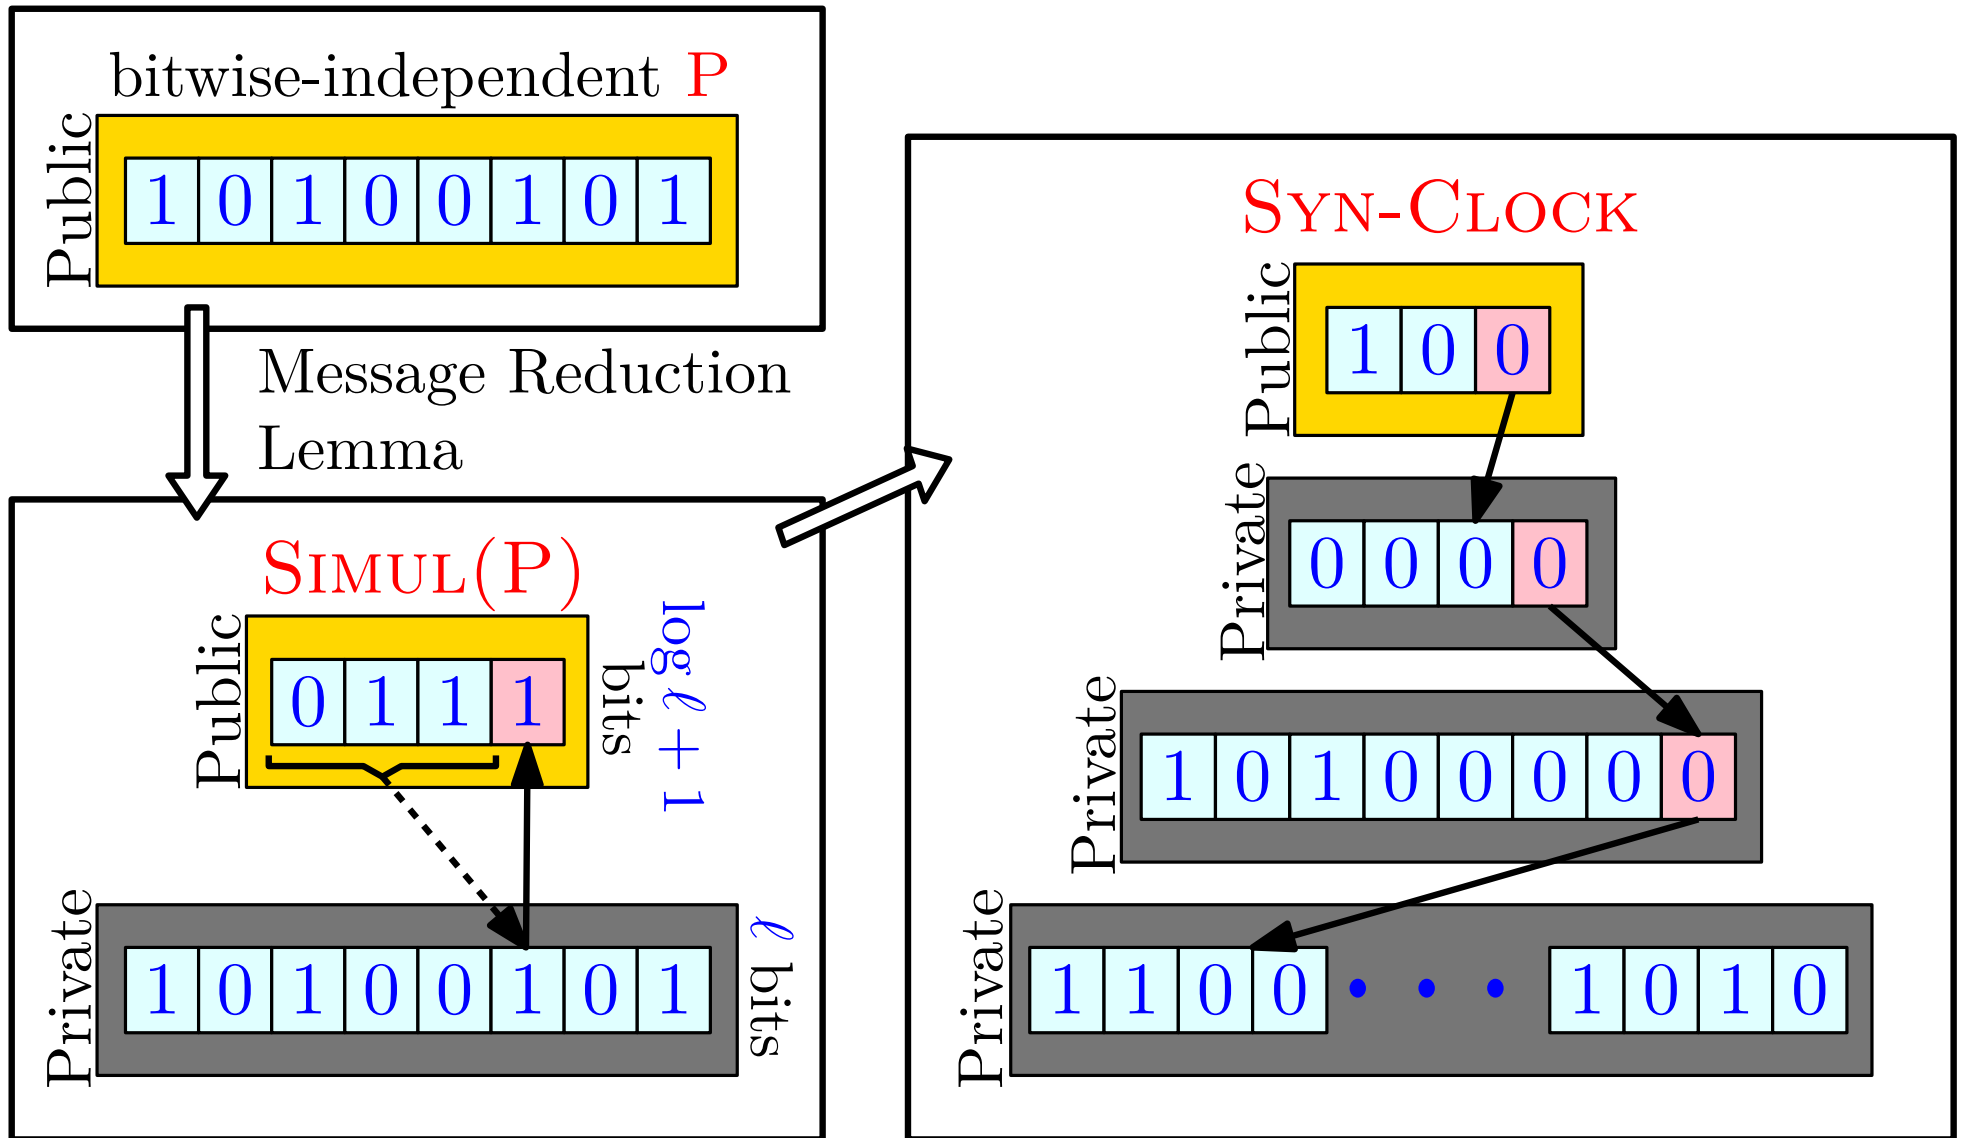 bitwise-independent P
Public
1 0 1 0 0 1 0 1
Message Reduction
Lemma
SIMUL(P)
Public
0 1 1 1
log ℓ + 1
bits
Private
1 0 1 0 0 1 0 1
ℓ bits
SYN-CLOCK
Public
1 0 0
Private
0 0 0 0
Private
1 0 1 0 0 0 0 0
Private
1 1 0 0 • • • 1 0 1 0